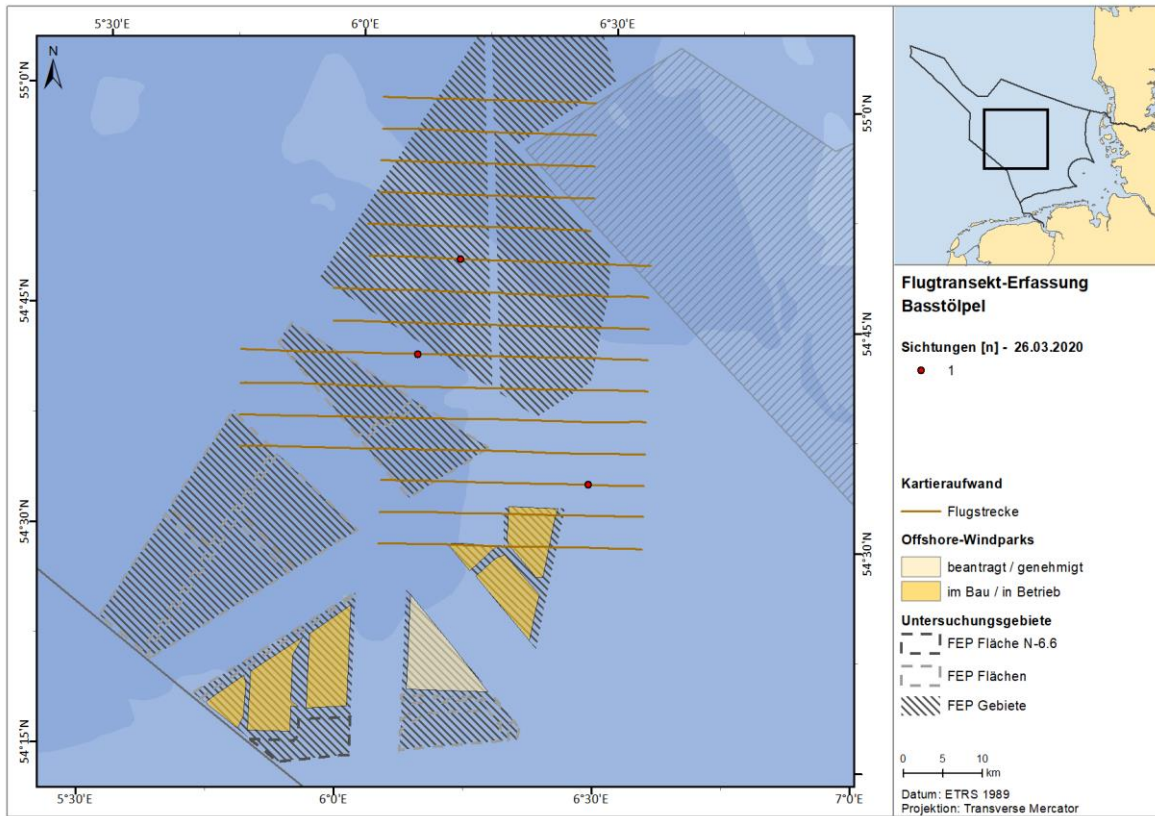 5°30'E
6°0'E
6°30'E
N
55°0'N
55°0'N
54°45'N
54°45'N
54°30'N
54°30'N
54°15'N
5°30'E
6°0'E
6°30'E
7°0'E
Flugtransekt-Erfassung
Basstölpel
Sichtungen [n] - 26.03.2020
1
Kartieraufwand
Flugstrecke
Offshore-Windparks
beantragt / genehmigt
im Bau / in Betrieb
Untersuchungsgebiete
FEP Fläche N-6.6
FEP Flächen
FEP Gebiete
0 5 10
km
Datum: ETRS 1989
Projektion: Transverse Mercator